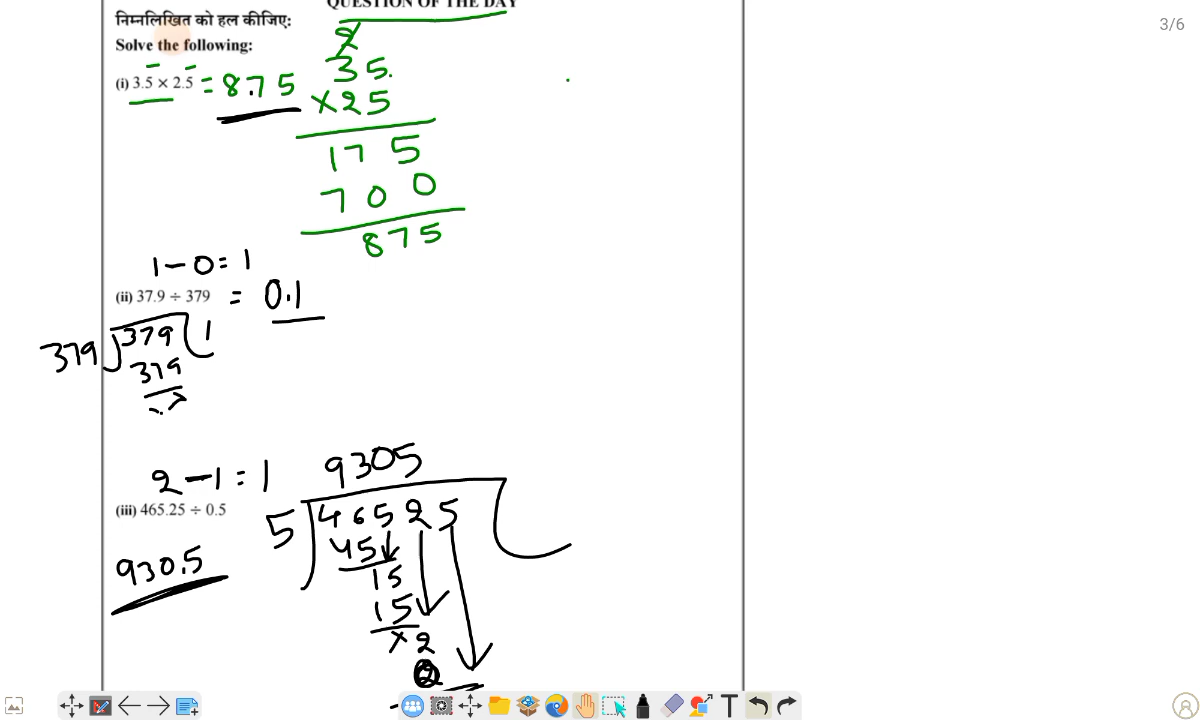 QUESTION OF THE DAY
3/6
निम्नलिखित को हल कीजिए:
Solve the following:
(i) 3.5 × 2.5 = 8.75
2
35.
×25
175
700
875
1-0=1
(ii) 37.9 ÷ 379 = 0.1
379 379 1
379
2-1=1
9305
(iii) 465.25 ÷ 0.5
5 46525
45
15
15
930.5
×2
T